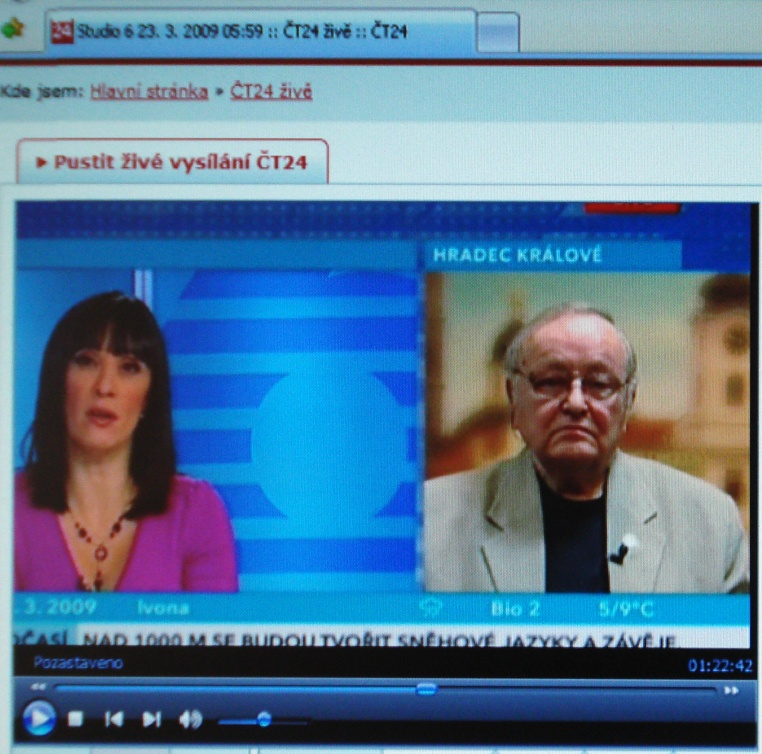 24 Studio 6 23. 3. 2009 05:59 :: ČT24 živě :: ČT24
Kde jsem: Hlavní stránka » ČT24 živě
Pustit živé vysílání ČT24
HRADEC KRÁLOVÉ
. 3. 2009 Ivona Bio 2 5/9°C
OČASÍ NAD 1000 M SE BUDOU TVOŘIT SNĚHOVÉ JAZYKY A ZÁVĚJE
Pozastaveno 01:22:42